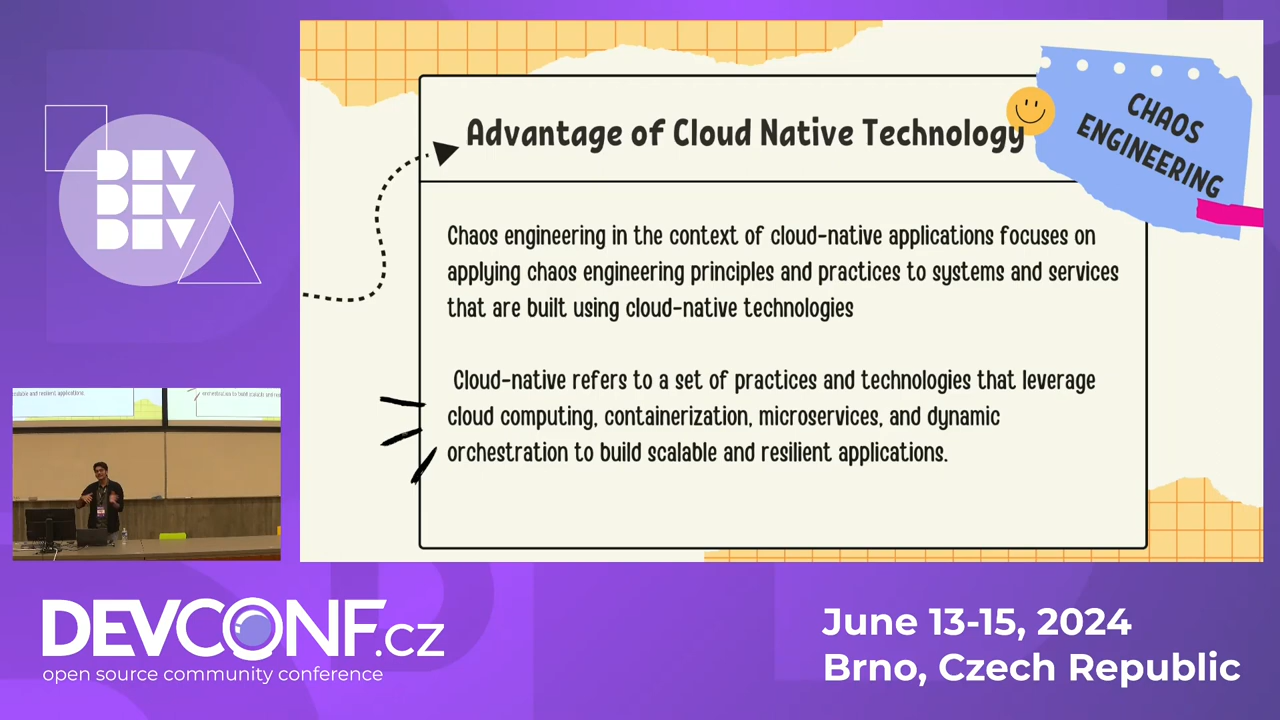 DEV
DEV
DEV
Advantage of Cloud Native Technology
CHAOS
ENGINEERING
Chaos engineering in the context of cloud-native applications focuses on
applying chaos engineering principles and practices to systems and services
that are built using cloud-native technologies
Cloud-native refers to a set of practices and technologies that leverage
cloud computing, containerization, microservices, and dynamic
orchestration to build scalable and resilient applications.
DEVCONF.cz
open source community conference
June 13-15, 2024
Brno, Czech Republic